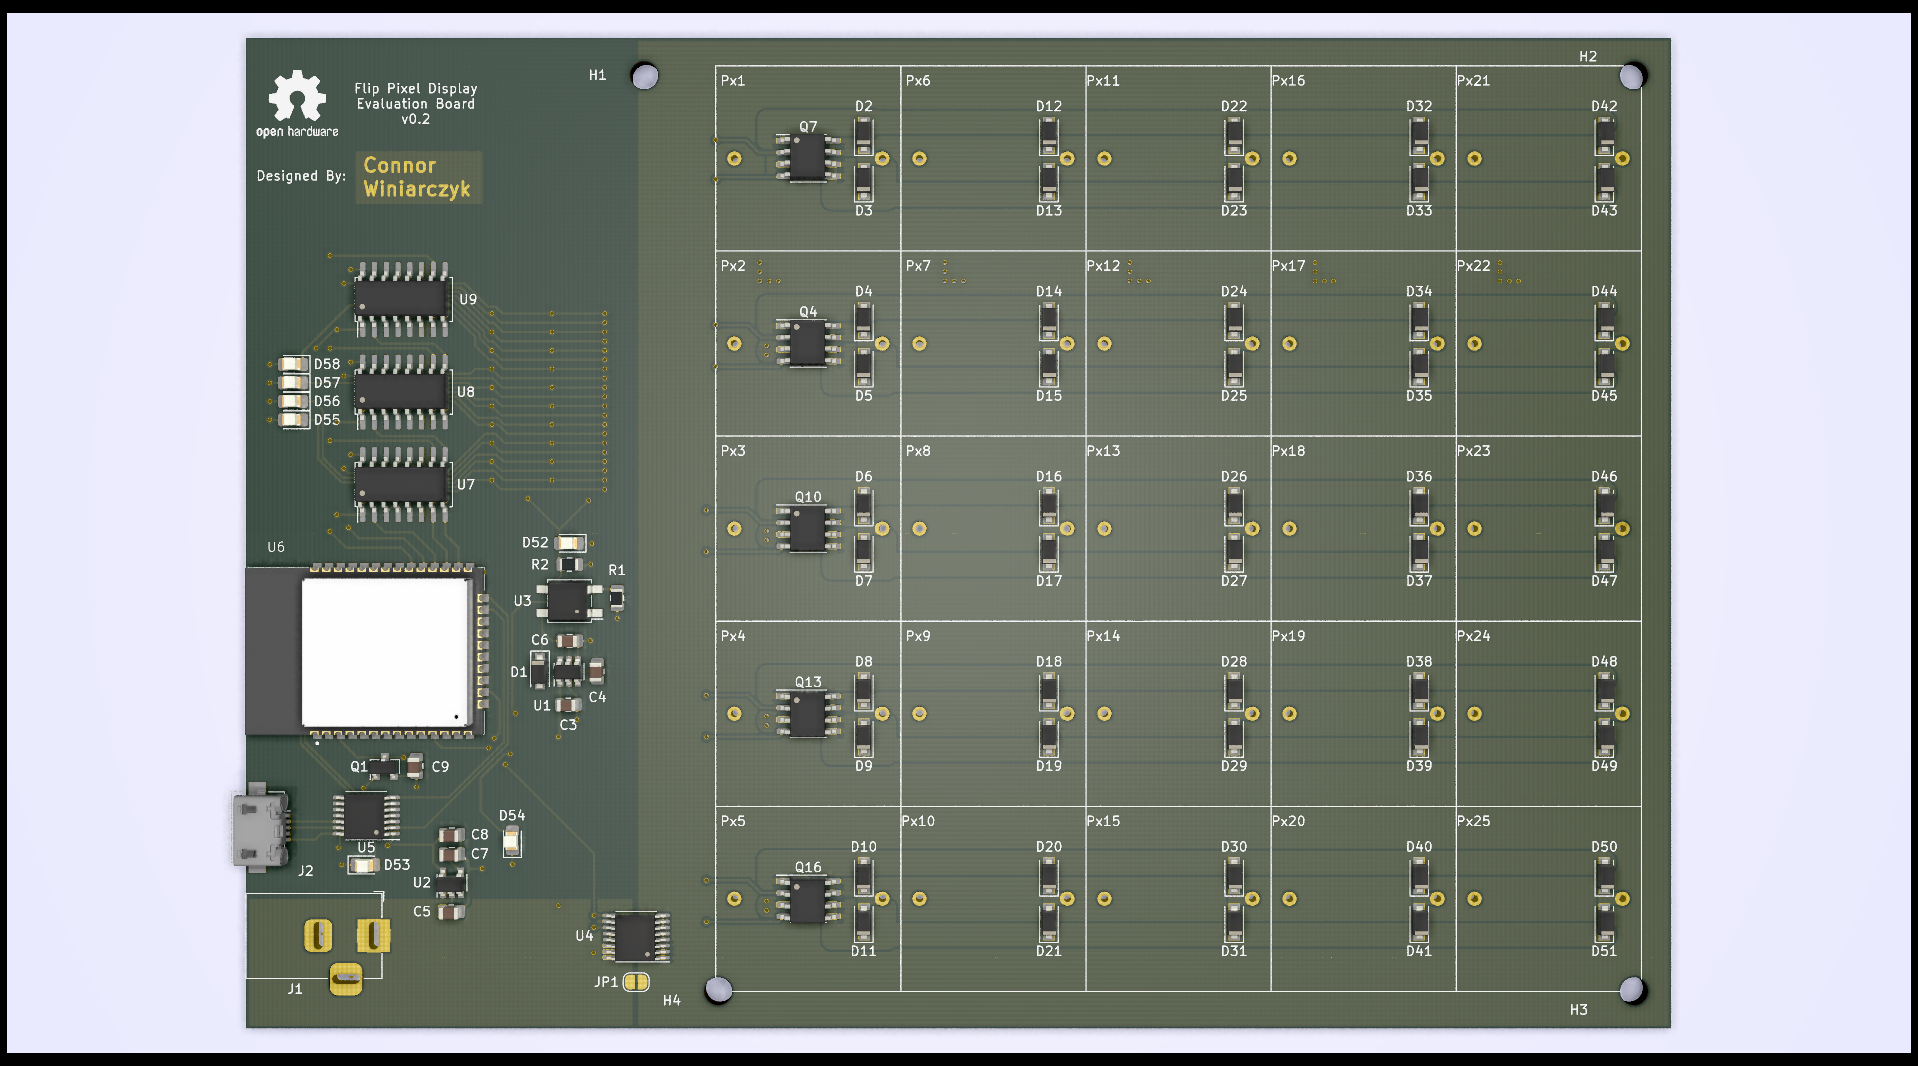 H1
H2
Flip Pixel Display
Evaluation Board
v0.2
open hardware
Designed By:
Connor
Winiarczyk
Px1
Px6
Px11
Px16
Px21
D2
D12
D22
D32
D42
Q7
D3
D13
D23
D33
D43
Px2
Px7
Px12
Px17
Px22
D4
D14
D24
D34
D44
Q4
D5
D15
D25
D35
D45
Px3
Px8
Px13
Px18
Px23
D6
D16
D26
D36
D46
Q10
D7
D17
D27
D37
D47
Px4
Px9
Px14
Px19
Px24
D8
D18
D28
D38
D48
Q13
D9
D19
D29
D39
D49
Px5
Px10
Px15
Px20
Px25
D10
D20
D30
D40
D50
Q16
D11
D21
D31
D41
D51
U9
D58
D57
D56
D55
U8
U7
U6
D52
R2
R1
U3
C6
D1
C4
U1
C3
Q1
C9
D54
C8
C7
U5
D53
J2
U2
C5
U4
J1
JP1
H4
H3